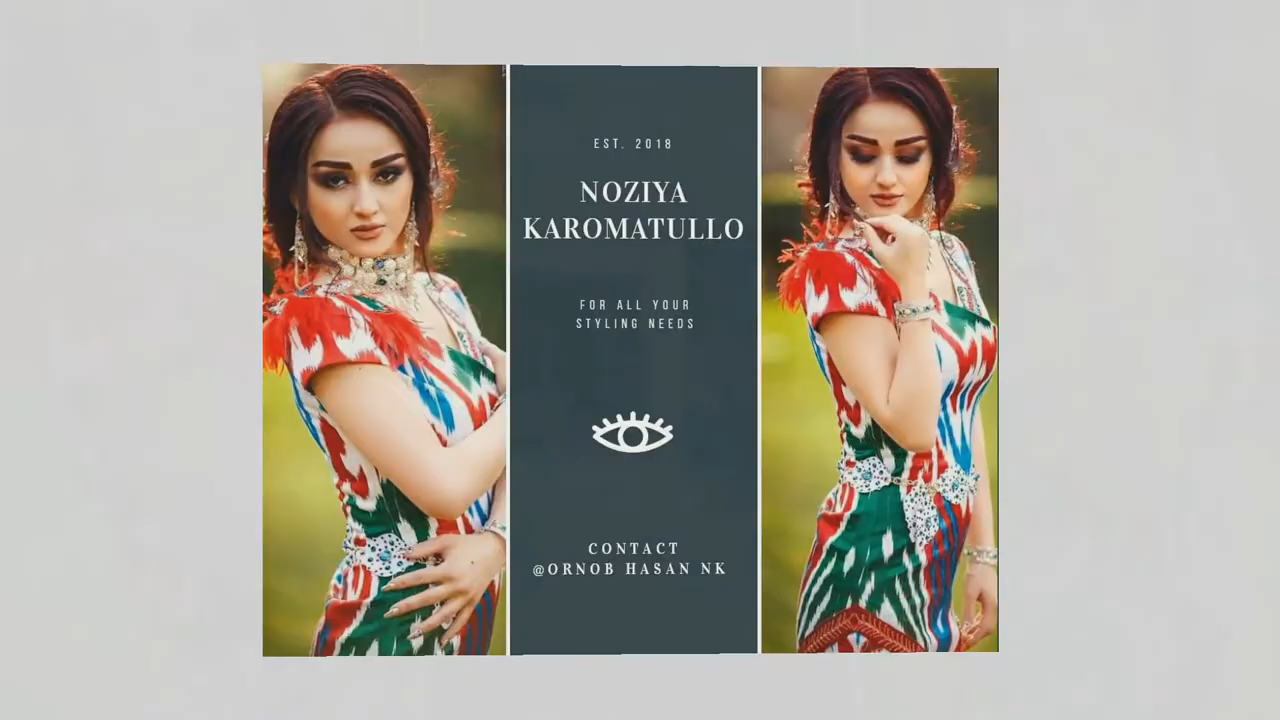 EST. 2018
NOZIYA
KAROMATULLO
FOR ALL YOUR
STYLING NEEDS
CONTACT
@ORNOB HASAN NK